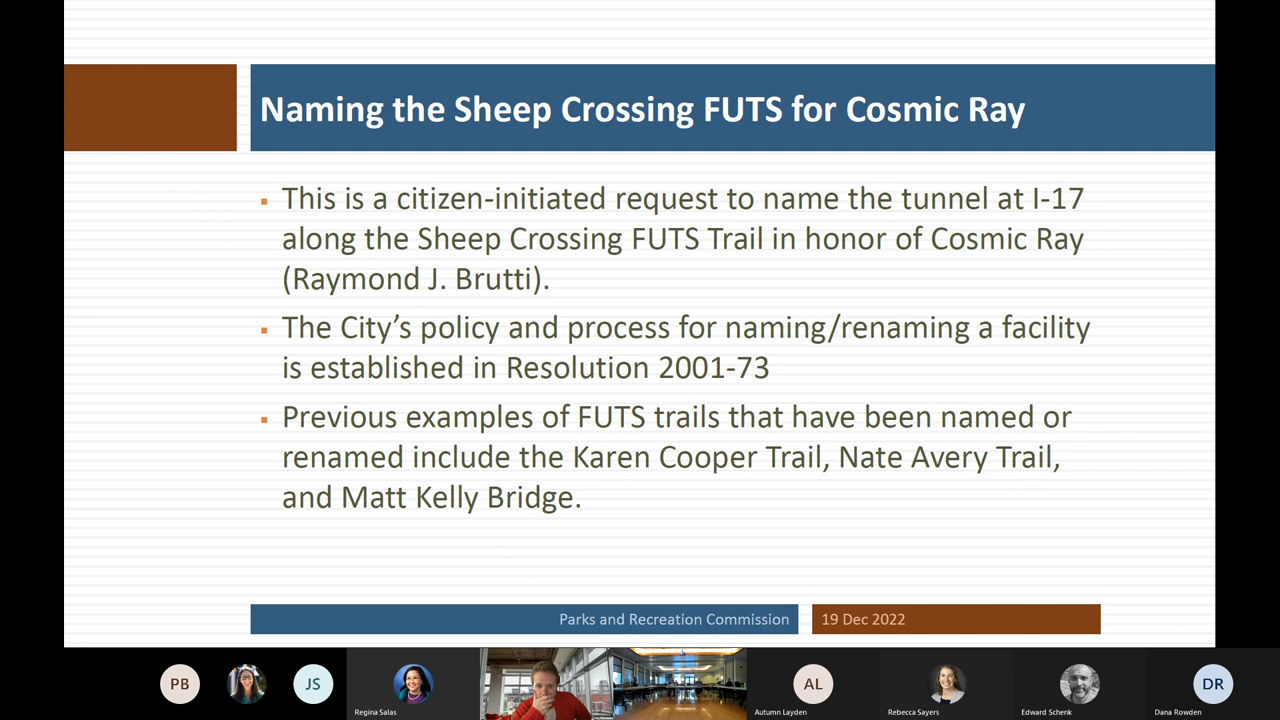 Naming the Sheep Crossing FUTS for Cosmic Ray
This is a citizen-initiated request to name the tunnel at I-17
along the Sheep Crossing FUTS Trail in honor of Cosmic Ray
(Raymond J. Brutti).
The City’s policy and process for naming/renaming a facility
is established in Resolution 2001-73
Previous examples of FUTS trails that have been named or
renamed include the Karen Cooper Trail, Nate Avery Trail,
and Matt Kelly Bridge.
Parks and Recreation Commission
19 Dec 2022
PB
JS
AL
DR
Regina Salas
Autumn Layden
Rebecca Sayers
Edward Schenk
Dana Rowden